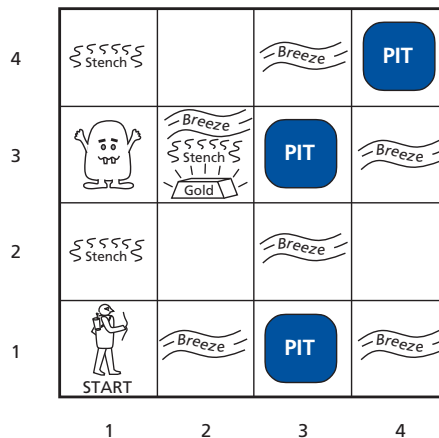 4 Stench Breeze PIT
Breeze
3 Stench PIT Breeze
Gold
2 Stench Breeze
1 Breeze PIT Breeze
START
1 2 3 4